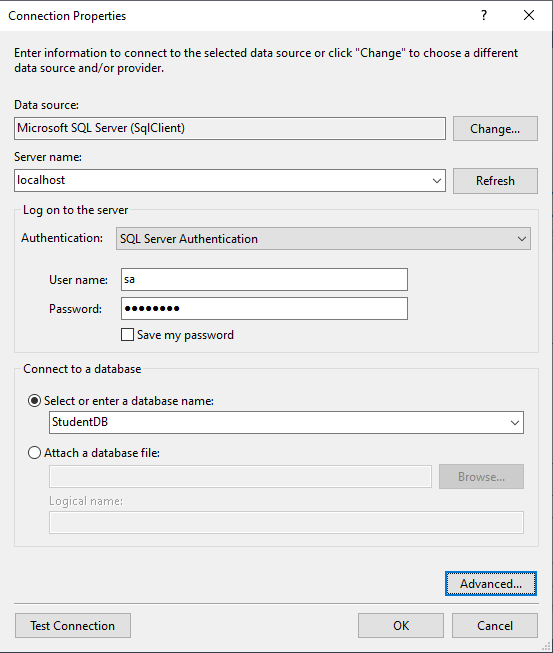 Connection Properties
?
Enter information to connect to the selected data source or click "Change" to choose a different
data source and/or provider.
Data source:
Microsoft SQL Server (SqlClient)
Change...
Server name:
localhost
Refresh
Log on to the server
Authentication:
SQL Server Authentication
User name:
sa
Password:
●●●●●●●●
Save my password
Connect to a database
Select or enter a database name:
StudentDB
Attach a database file:
Browse...
Logical name:
Advanced...
Test Connection
OK
Cancel